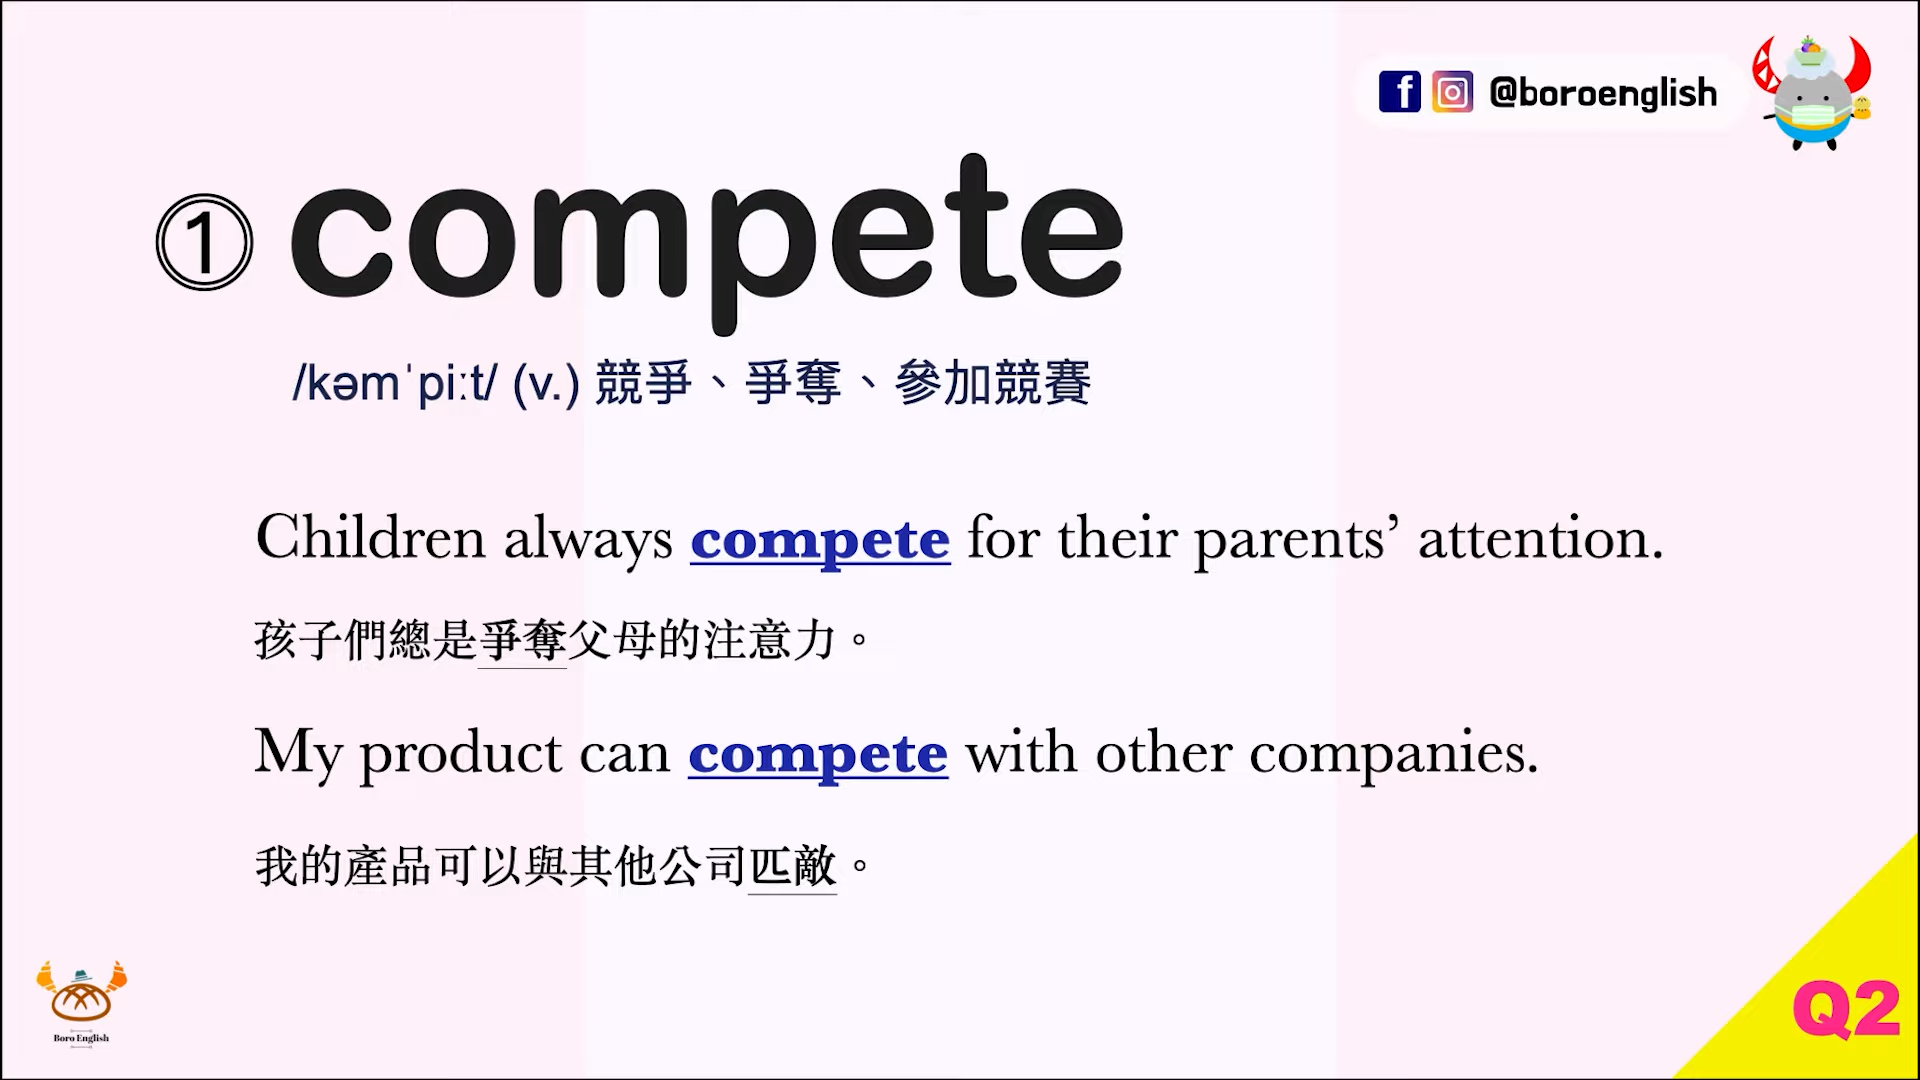 @boroenglish
① compete
/kəmˈpiːt/ (v.) 競爭、爭奪、參加競賽
Children always compete for their parents’ attention.
孩子們總是爭奪父母的注意力。
My product can compete with other companies.
我的產品可以與其他公司匹敵。
Boro English
Q2